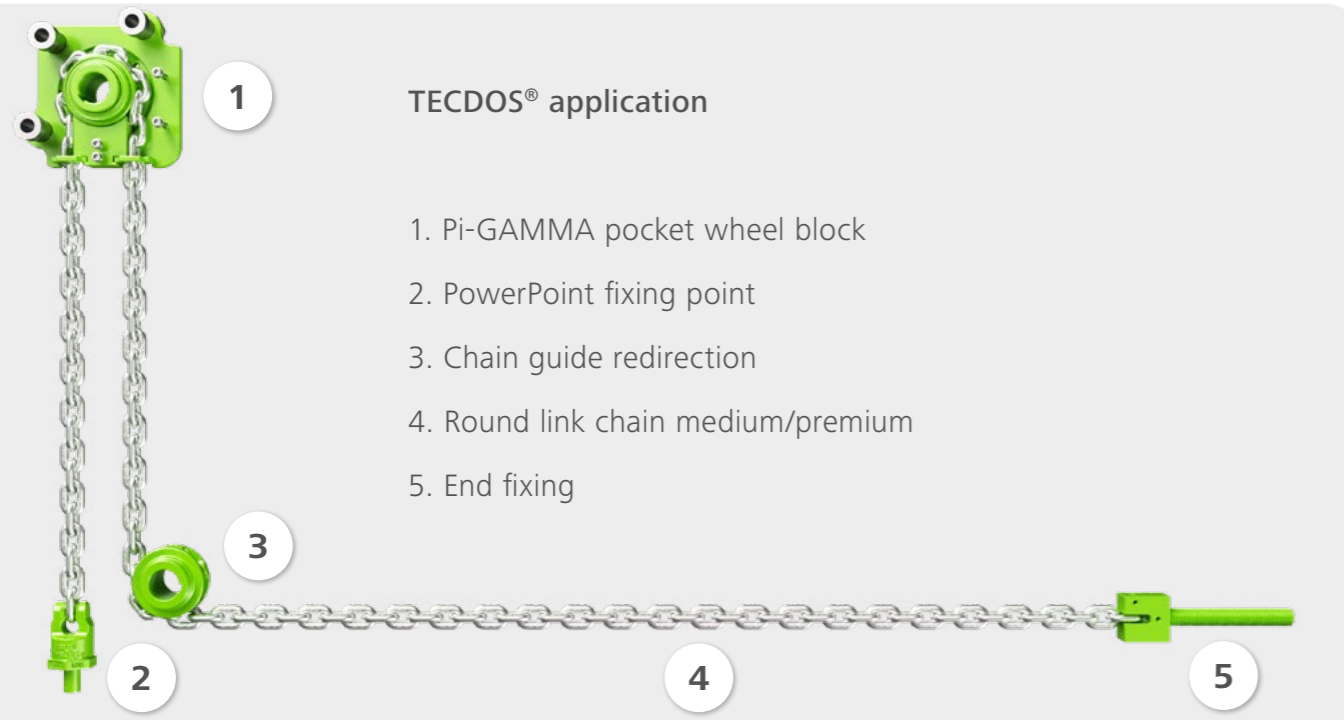 1
TECDOS® application
1. Pi-GAMMA pocket wheel block
2. PowerPoint fixing point
3. Chain guide redirection
4. Round link chain medium/premium
5. End fixing
3
2
4
5